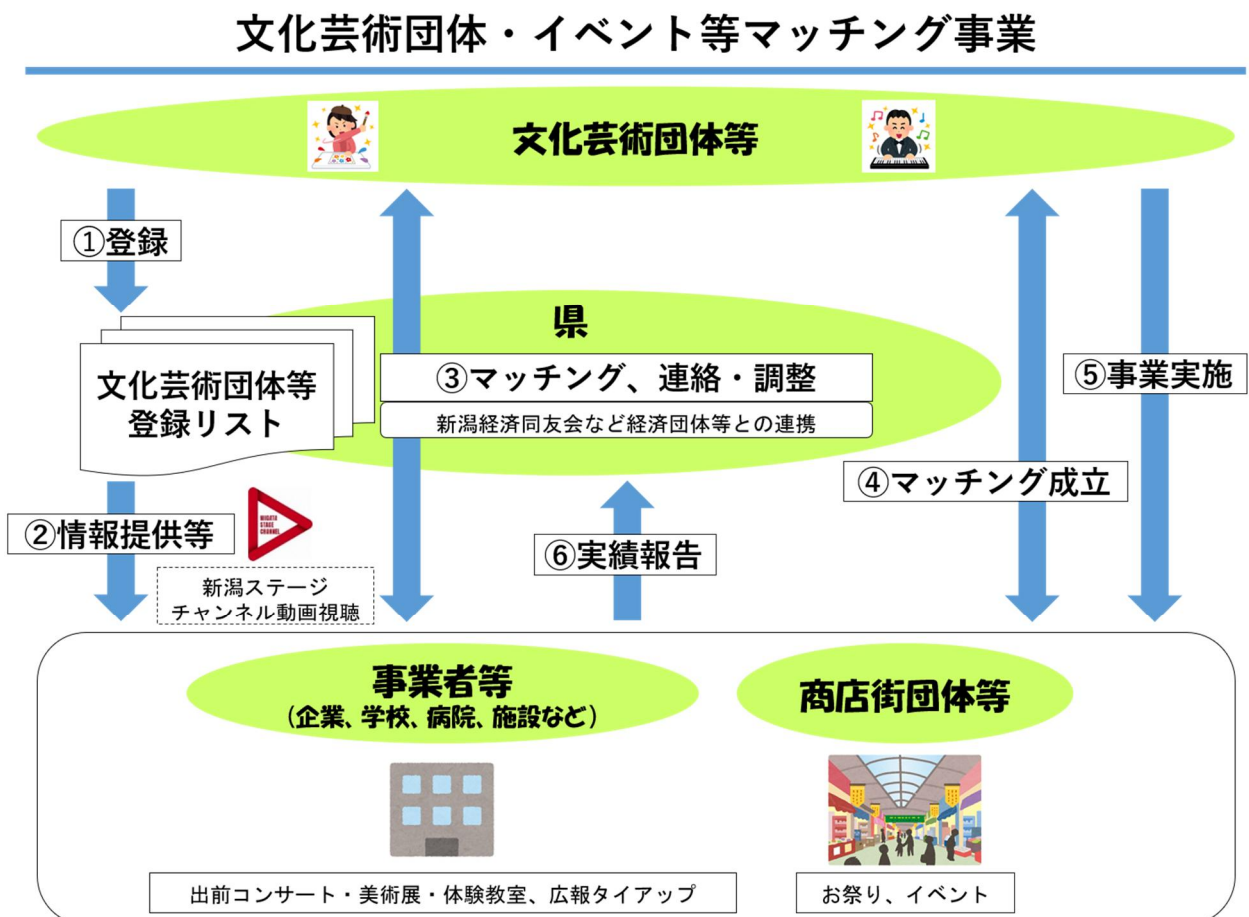 文化芸術団体・イベント等マッチング事業
文化芸術団体等
①登録
県
文化芸術団体等
登録リスト
③マッチング、連絡・調整
新潟経済同友会など経済団体等との連携
⑤事業実施
④マッチング成立
②情報提供等
NIIGATA
STAGE
CHANNEL
⑥実績報告
新潟ステージ
チャンネル動画視聴
事業者等
(企業、学校、病院、施設など)
商店街団体等
出前コンサート・美術展・体験教室、広報タイアップ
お祭り、イベント